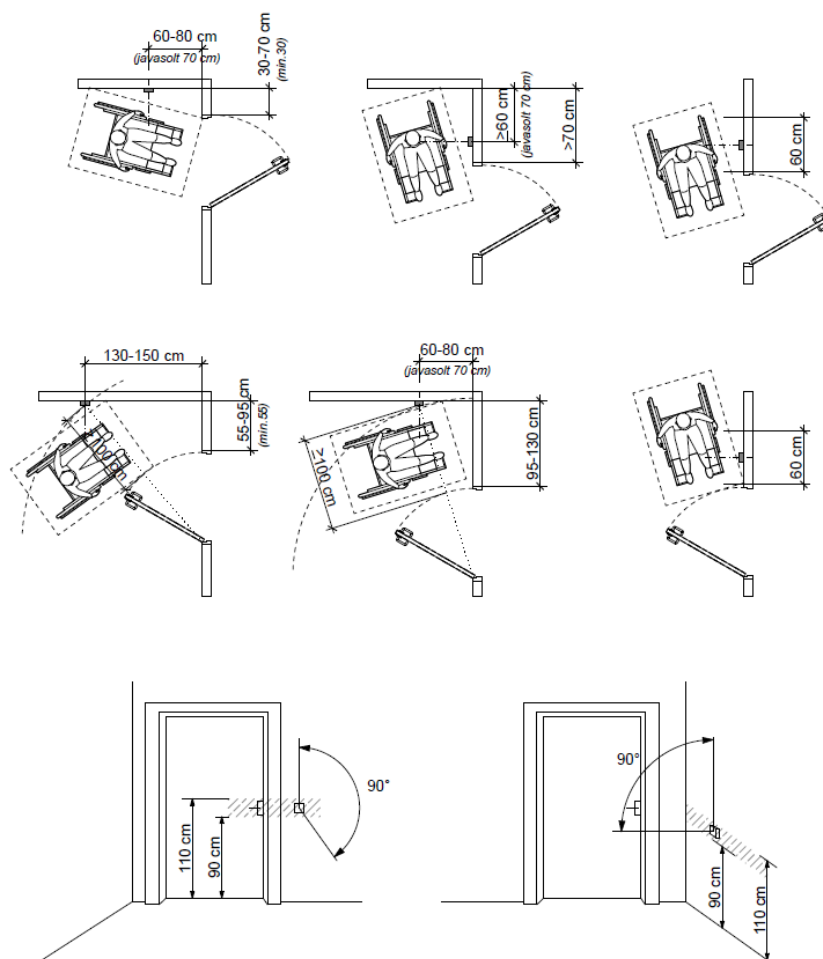 60-80 cm
(javasolt 70 cm)
30-70 cm
(min.30)
>60 cm
(javasolt 70 cm)
>70 cm
60 cm
130-150 cm
55-95 cm
(min.55)
60-80 cm
(javasolt 70 cm)
>100 cm
95-130 cm
60 cm
90°
110 cm
90 cm
90°
90 cm
110 cm